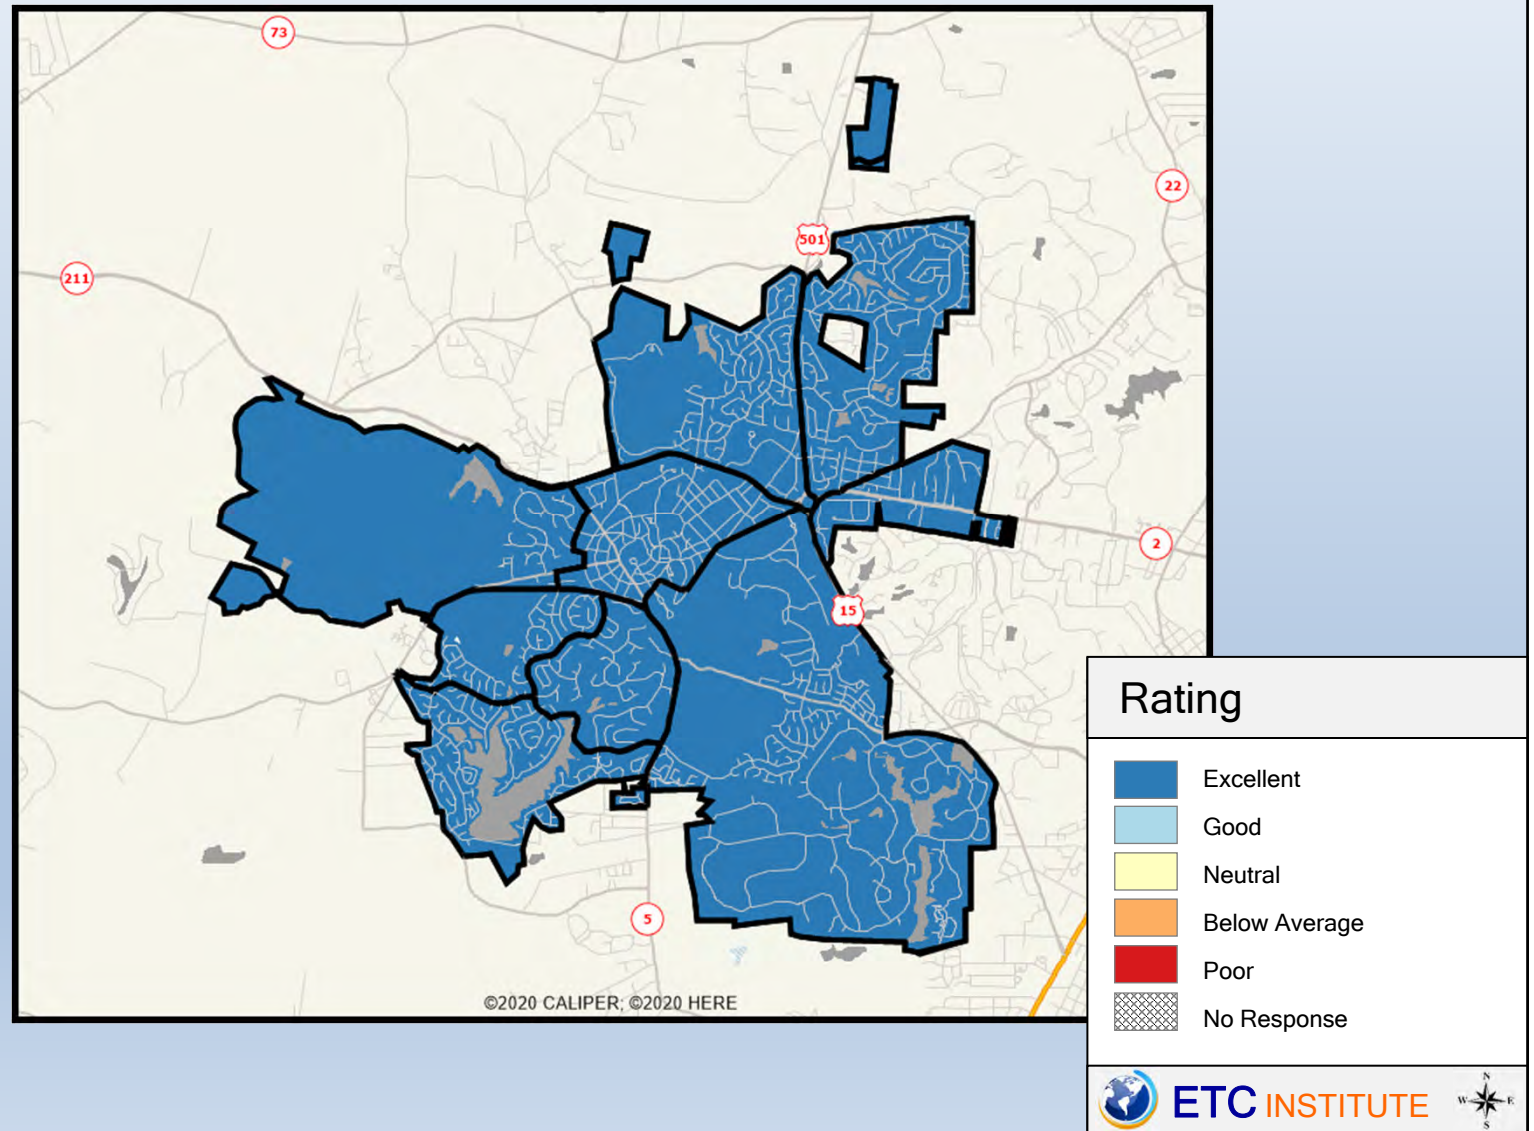 73
22
501
211
2
15
5
©2020 CALIPER; ©2020 HERE
Rating
Excellent
Good
Neutral
Below Average
Poor
No Response
ETC INSTITUTE
N
W E
S